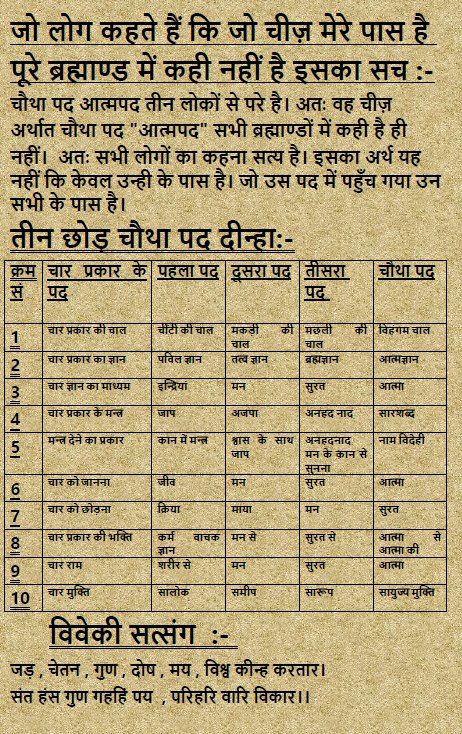 जो लोग कहते हैं कि जो चीज़ मेरे पास है
पूरे ब्रह्माण्ड में कही नहीं है इसका सच :-
चौथा पद आत्मपद तीन लोकों से परे है। अतः वह चीज़
अर्थात चौथा पद "आत्मपद" सभी ब्रह्माण्डों में कही है ही
नहीं। अतः सभी लोगों का कहना सत्य है। इसका अर्थ यह
नहीं कि केवल उन्ही के पास है। जो उस पद में पहुँच गया उन
सभी के पास है।
तीन छोड़ चौथा पद दीन्हा:-
क्रम सं चार प्रकार के पद पहला पद दूसरा पद तीसरा पद चौथा पद
1 चार प्रकार की चाल चींटी की चाल मकडी की चाल मछली की चाल विहंगम चाल
2 चार प्रकार का ज्ञान पविल ज्ञान तत्व ज्ञान ब्रह्मज्ञान आत्मज्ञान
3 चार ज्ञान का माध्यम इन्द्रियां मन सुरत आत्मा
4 चार प्रकार के मन्त्र जाप अजपा अनहद नाद सारशब्द
5 मन्त्र देने का प्रकार कान में मन्त्र श्वास के साथ जाप अनहदनाद मन के कान से सुनना नाम विदेही
6 चार को जानना जीव मन सुरत आत्मा
7 चार को छोड़ना क्रिया माया मन सुरत
8 चार प्रकार की भक्ति कर्म वाचक ज्ञान मन से सुरत से आत्मा से आत्मा की
9 चार राम शरीर से मन सुरत आत्मा
10 चार मुक्ति सालोक समीप सारूप सायुज्य मुक्ति
विवेकी सत्संग :-
जड़ , चेतन , गुण , दोष , मय , विश्व कीन्ह करतार।
संत हंस गुण गहहिं पय , परिहरि वारि विकार।।